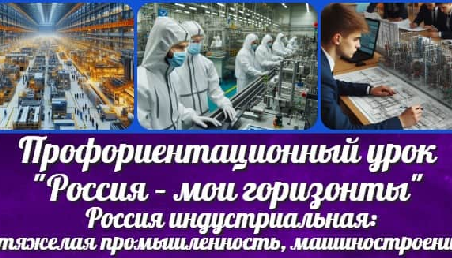 Профориентационный урок
"Россия – мои горизонты"
Россия индустриальная:
тяжелая промышленность, машиностроени